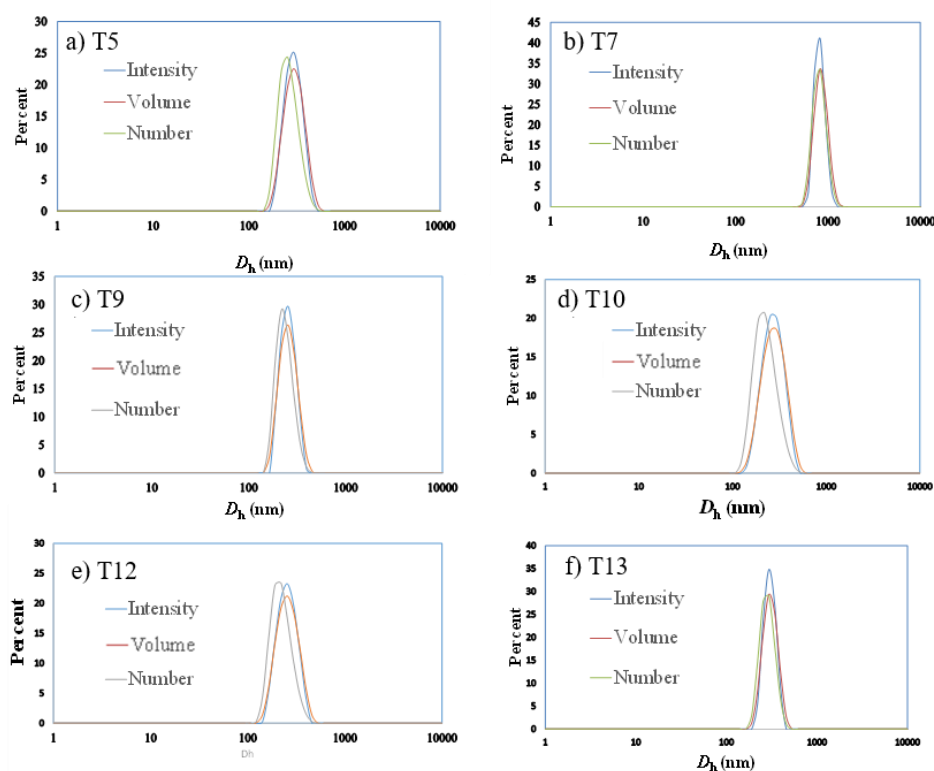 a) T5
Intensity
Volume
Number
Percent
30
25
20
15
10
5
0
1 10 100 1000 10000
Dh (nm)
b) T7
Intensity
Volume
Number
Percent
45
40
35
30
25
20
15
10
5
0
1 10 100 1000 10000
Dh (nm)
c) T9
Intensity
Volume
Number
Percent
35
30
25
20
15
10
5
0
1 10 100 1000 10000
Dh (nm)
d) T10
Intensity
Volume
Number
Percent
25
20
15
10
5
0
1 10 100 1000 10000
Dh (nm)
e) T12
Intensity
Volume
Number
Percent
30
25
20
15
10
5
0
1 10 100 1000 10000
Dh
f) T13
Intensity
Volume
Number
Percent
40
35
30
25
20
15
10
5
0
1 10 100 1000 10000
Dh (nm)